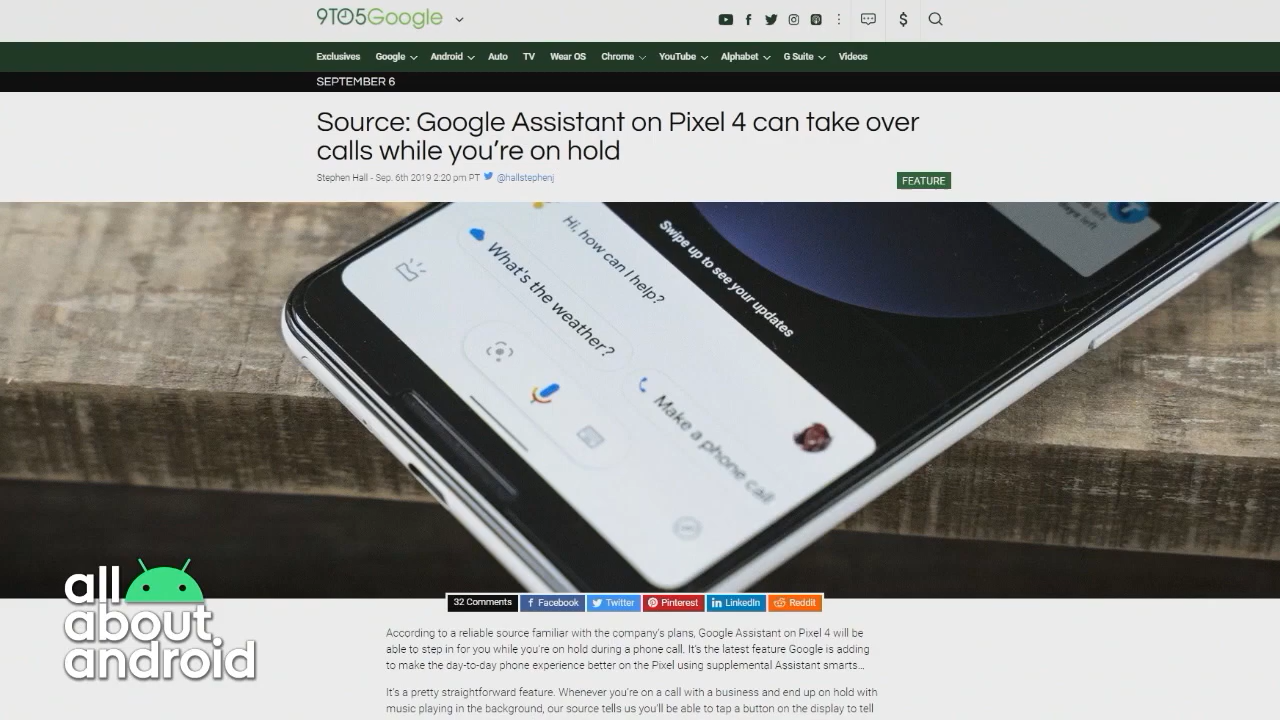 9TO5Google
Exclusives Google Android Auto TV Wear OS Chrome YouTube Alphabet G Suite Videos
SEPTEMBER 6
Source: Google Assistant on Pixel 4 can take over
calls while you're on hold
Stephen Hall - Sep. 6th 2019 2:20 pm PT @hallstephenj
FEATURE
Hi, how can I help?
What's the weather?
Make a phone call
Swipe up to see your updates
days left
all
about
android
32 Comments Facebook Twitter Pinterest LinkedIn Reddit
According to a reliable source familiar with the company's plans, Google Assistant on Pixel 4 will be
able to step in for you while you're on hold during a phone call. It's the latest feature Google is adding
to make the day-to-day phone experience better on the Pixel using supplemental Assistant smarts...
It's a pretty straightforward feature. Whenever you're on a call with a business and end up on hold with
music playing in the background, our source tells us you'll be able to tap a button on the display to tell